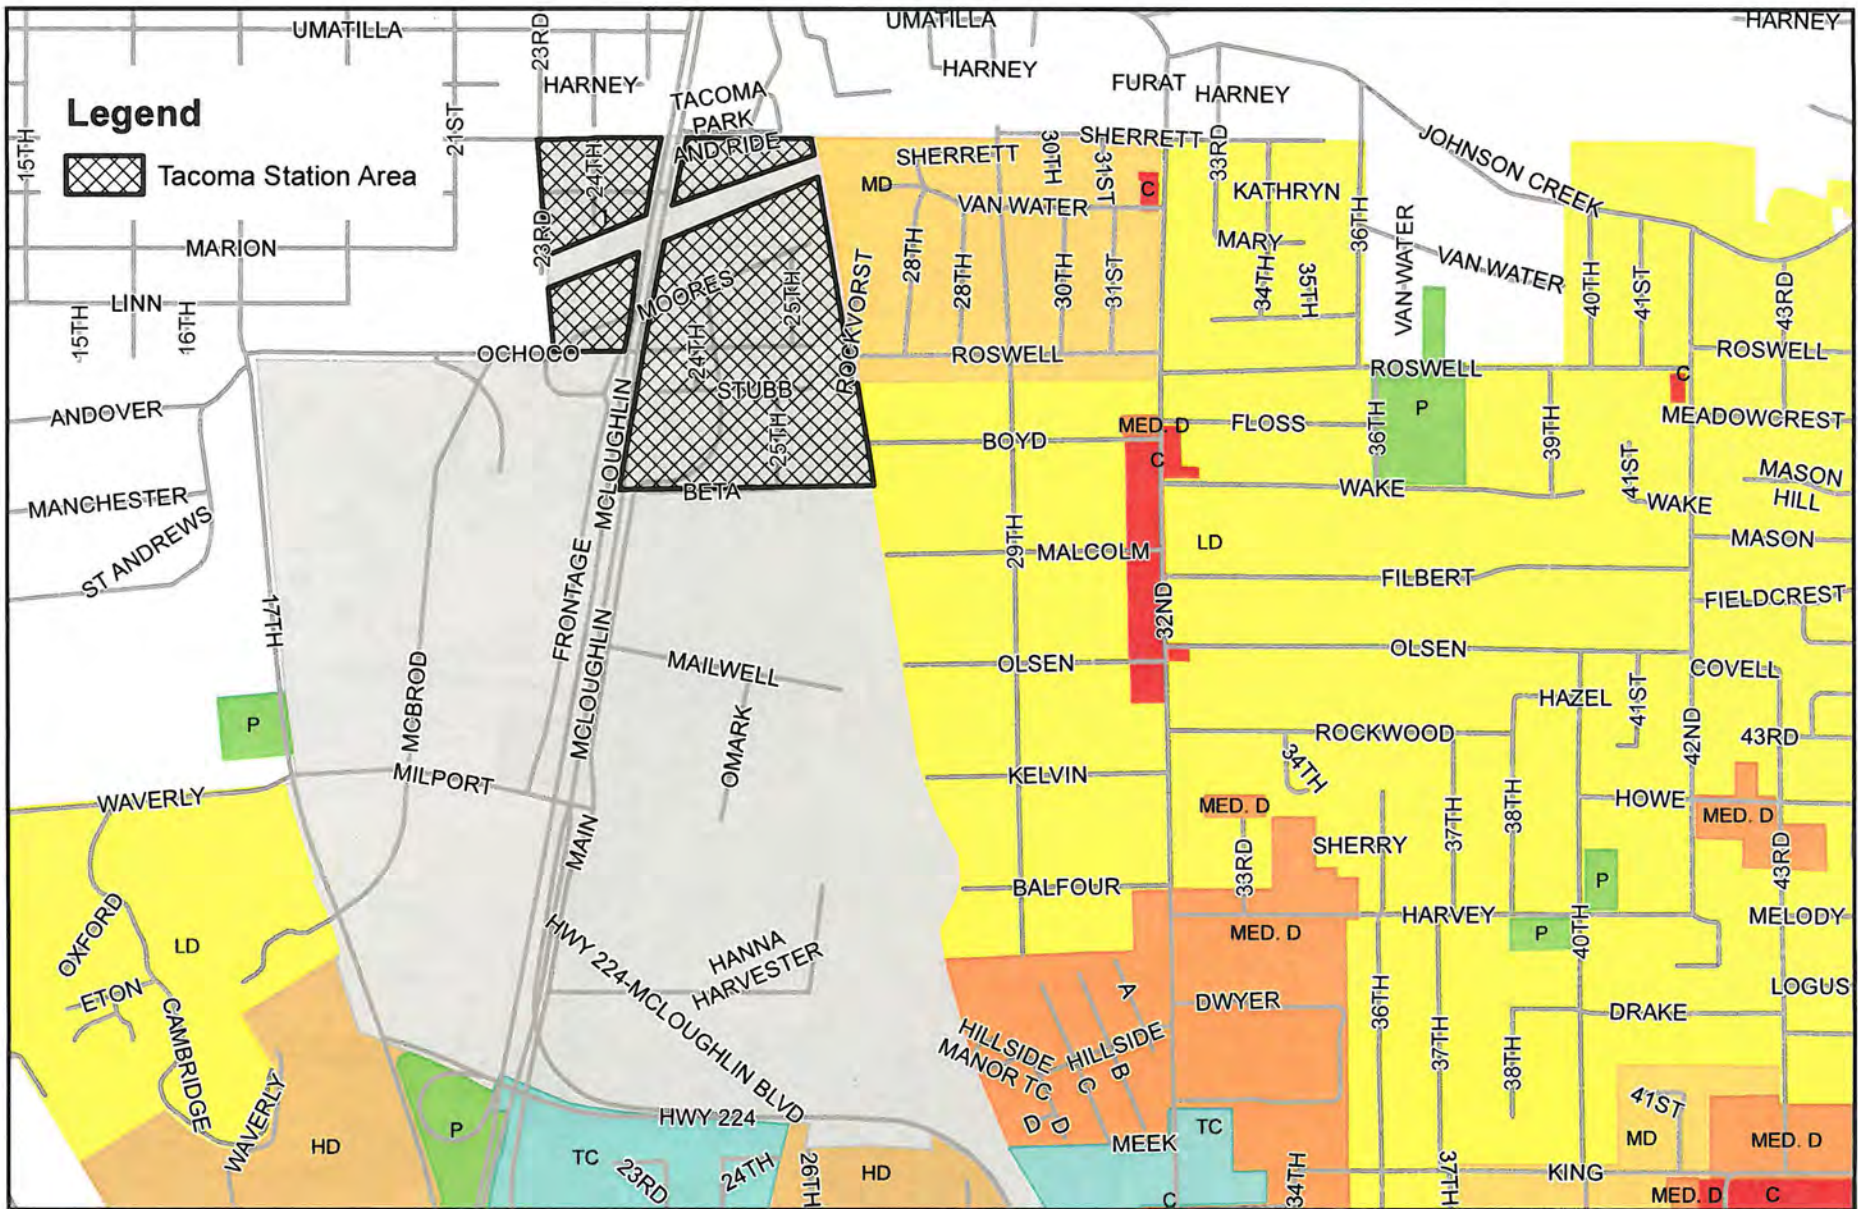 UMATILLA
23RD
UMATILLA
HARNEY
HARNEY
HARNEY
TACOMA
PARK
AND RIDE
FURAT
HARNEY
Legend
Tacoma Station Area
15TH
21ST
24TH
SHERRETT
SHERRETT
30TH
31ST
33RD
JOHNSON CREEK
MD
C
KATHRYN
VAN WATER
36TH
VAN WATER
VAN WATER
MARION
23RD
MARY
28TH
28TH
30TH
31ST
34TH
35TH
40TH
41ST
43RD
LINN
15TH
16TH
MOORES
25TH
ROCKVORST
24TH
OCHOCO
ROSWELL
ROSWELL
ROSWELL
STUBB
C
ANDOVER
P
MEADOWCREST
MCLOUGHLIN
25TH
MED. D
FLOSS
36TH
39TH
BOYD
C
41ST
MASON
HILL
MANCHESTER
BETA
WAKE
WAKE
ST ANDREWS
29TH
MALCOLM
LD
MASON
FRONTAGE
FILBERT
17TH
32ND
FIELDCREST
MCLOUGHLIN
MCBROD
MAILWELL
OLSEN
OLSEN
COVELL
P
OMARK
HAZEL
41ST
42ND
ROCKWOOD
43RD
MILPORT
KELVIN
34TH
WAVERLY
MED. D
37TH
38TH
HOWE
MED. D
MAIN
SHERRY
33RD
43RD
BALFOUR
P
OXFORD
HARVEY
MELODY
LD
HWY 224-MCLOUGHLIN BLVD
HANNA
HARVESTER
MED. D
P
40TH
ETON
CAMBRIDGE
A
DWYER
36TH
LOGUS
DRAKE
HILLSIDE
MANOR TC
HILLSIDE
B
C
D
D
37TH
38TH
41ST
WAVERLY
HWY 224
HD
P
TC
23RD
24TH
26TH
HD
MEEK
TC
C
34TH
37TH
KING
MD
MED. D
MED. D
C